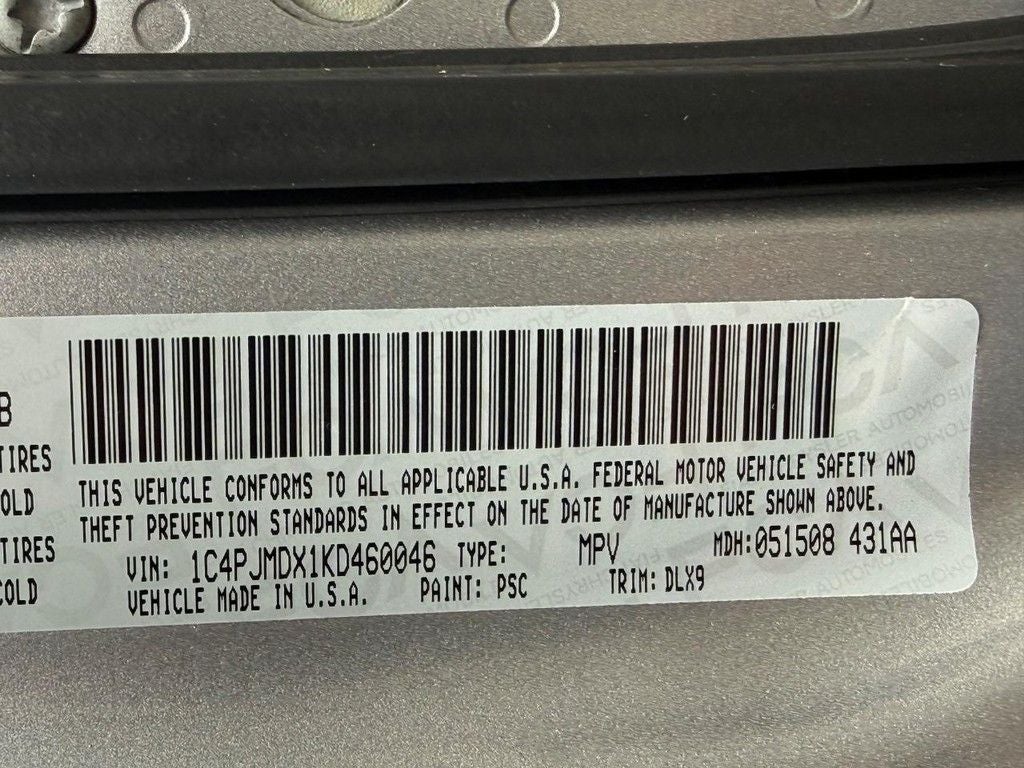 B
TIRES
COLD
TIRES
COLD
THIS VEHICLE CONFORMS TO ALL APPLICABLE U.S.A. FEDERAL MOTOR VEHICLE SAFETY AND
THEFT PREVENTION STANDARDS IN EFFECT ON THE DATE OF MANUFACTURE SHOWN ABOVE.
VIN: 1C4PJMDX1KD460046 TYPE: MPV MDH:051508 431AA
VEHICLE MADE IN U.S.A. PAINT: PSC TRIM: DLX9